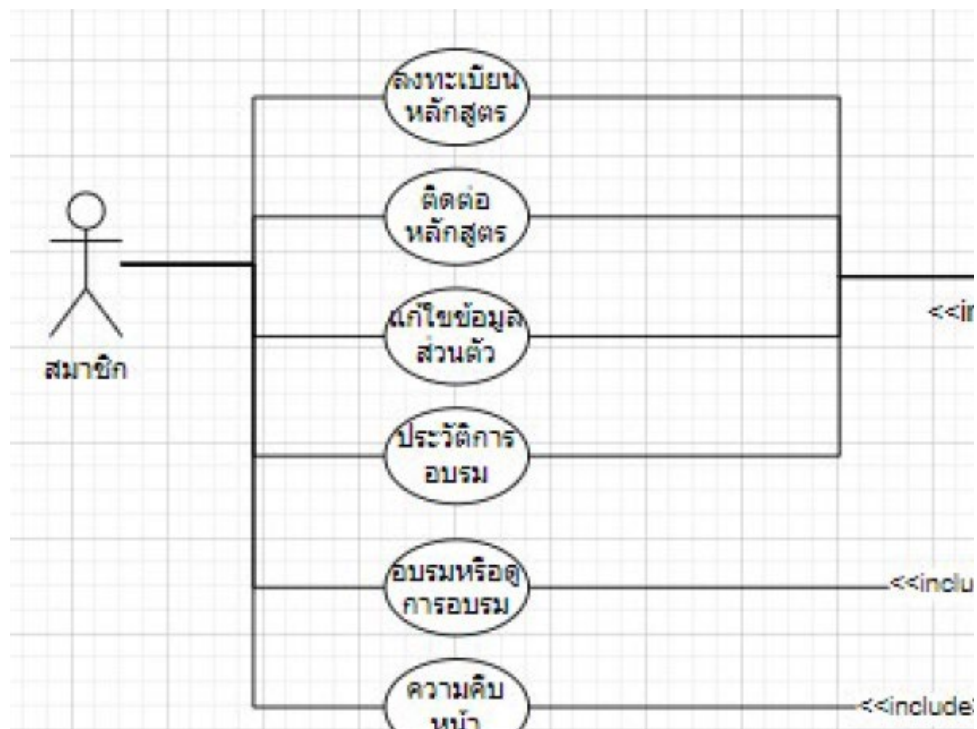 ลงทะเบียน
หลักสูตร
ติดต่อ
หลักสูตร
<<in
แก้ไขข้อมูล
ส่วนตัว
สมาชิก
ประวัติการ
อบรม
อบรมหรือดู
การอบรม
<<inclu
ความคืบ
หน้า
<<include>